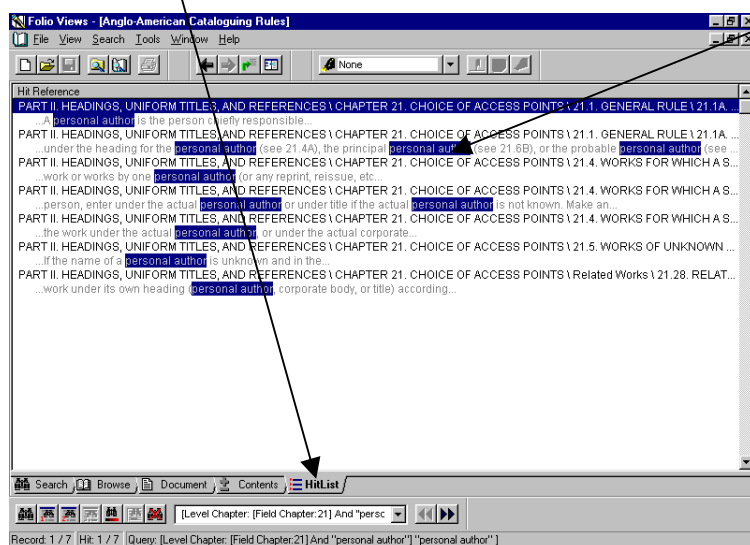 Folio Views - [Anglo-American Cataloguing Rules]
File View Search Tools Window Help
None
Hit Reference
PART II. HEADINGS, UNIFORM TITLES, AND REFERENCES \ CHAPTER 21. CHOICE OF ACCESS POINTS \ 21.1. GENERAL RULE \ 21.1A. ...
...A personal author is the person chiefly responsible...
PART II. HEADINGS, UNIFORM TITLES, AND REFERENCES \ CHAPTER 21. CHOICE OF ACCESS POINTS \ 21.1. GENERAL RULE \ 21.1A. ...
...under the heading for the personal author (see 21.4A), the principal personal author (see 21.6B), or the probable personal author (see ...
PART II. HEADINGS, UNIFORM TITLES, AND REFERENCES \ CHAPTER 21. CHOICE OF ACCESS POINTS \ 21.4. WORKS FOR WHICH A S...
...work or works by one personal author (or any reprint, reissue, etc...
PART II. HEADINGS, UNIFORM TITLES, AND REFERENCES \ CHAPTER 21. CHOICE OF ACCESS POINTS \ 21.4. WORKS FOR WHICH A S...
...person, enter under the actual personal author or under title if the actual personal author is not known. Make an...
PART II. HEADINGS, UNIFORM TITLES, AND REFERENCES \ CHAPTER 21. CHOICE OF ACCESS POINTS \ 21.4. WORKS FOR WHICH A S...
...the work under the actual personal author, or under the actual corporate...
PART II. HEADINGS, UNIFORM TITLES, AND REFERENCES \ CHAPTER 21. CHOICE OF ACCESS POINTS \ 21.5. WORKS OF UNKNOWN ...
...If the name of a personal author is unknown and in the...
PART II. HEADINGS, UNIFORM TITLES, AND REFERENCES \ CHAPTER 21. CHOICE OF ACCESS POINTS \ Related Works \ 21.28. RELAT...
...work under its own heading (personal author, corporate body, or title) according...
Search Browse Document Contents HitList
[Level Chapter: [Field Chapter:21] And "persc
Record: 1 / 7 Hit: 1 / 7 Query: [Level Chapter: [Field Chapter:21] And "personal author"] "personal author" ]